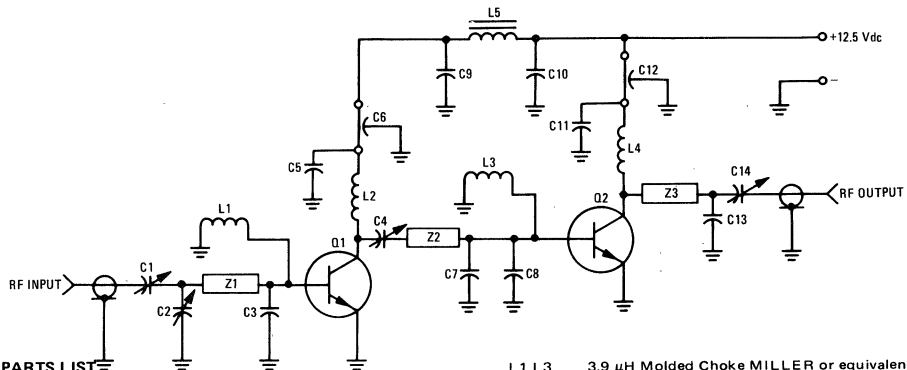 L5
+12.5 Vdc
C9
C10
C12
–
C6
C11
C5
L4
L3
L2
Q2
C14
L1
C4
Z3
RF OUTPUT
Q1
Z2
C13
C1
RF INPUT
Z1
C7
C8
C2
C3
PARTS LIST
L1 L3 3.9 μH Molded Choke MILLER or equivalen